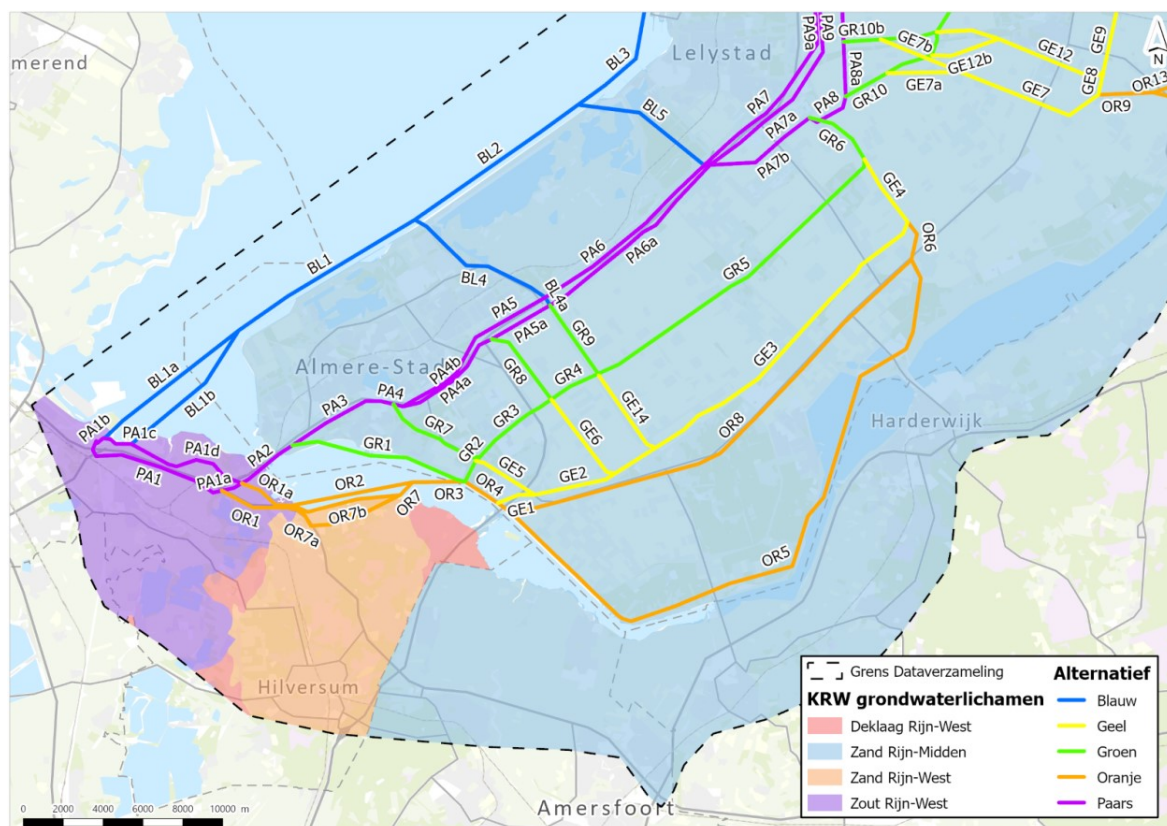 merend
Lelystad
PA9a
PA9
GR10b
GE7b
GE12
GE9
GE8
BL3
PA8a
GE12b
GE7a
GE7
OR13
OR9
PA7
PA8
GR10
BL5
PA7a
GR6
BL2
PA7b
GE4
OR6
BL1
BL4
PA6
PA6a
GR5
PA5
BL4a
PA5a
GR9
Almere-Stad
PA4b
PA4a
GR8
GR4
GE3
BL1a
BL1b
PA4
PA3
GR7
GR3
GE14
OR8
Harderwijk
PA1b
PA1c
PA1d
PA2
GR1
GR2
GE6
PA1
PA1a
OR1a
OR2
OR3
OR4
GE5
GE2
GE1
OR1
OR7a
OR7b
OR7
OR5
Hilversum
Amersfoort
N
0 2000 4000 6000 8000 10000 m
Grens Dataverzameling
KRW grondwaterlichamen
Deklaag Rijn-West
Zand Rijn-Midden
Zand Rijn-West
Zout Rijn-West
Alternatief
Blauw
Geel
Groen
Oranje
Paars